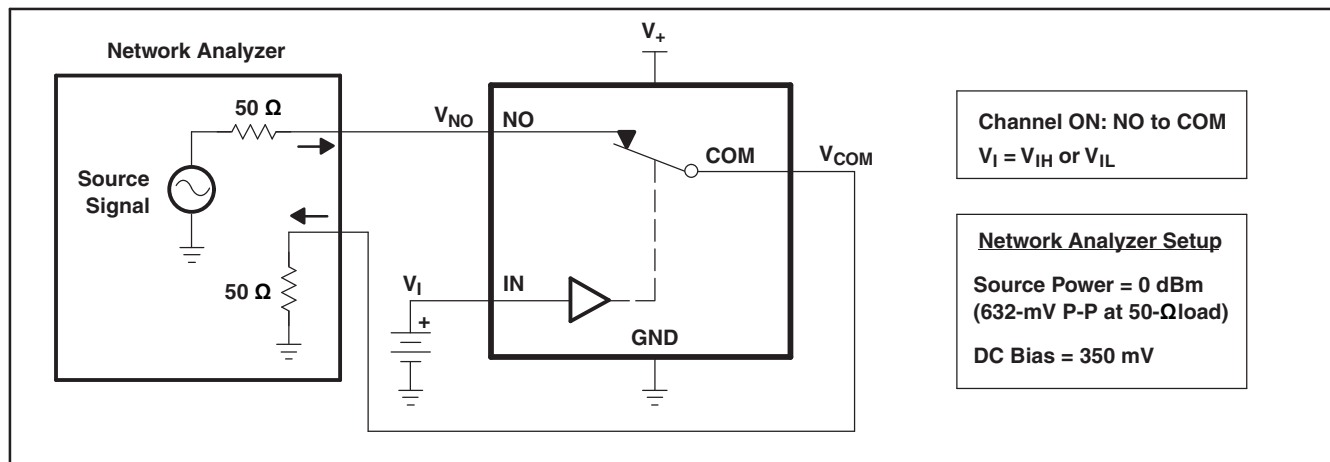 Network Analyzer
50 Ω
Source
Signal
50 Ω
V+
VNO
NO
COM
VCOM
VI
IN
+
GND
Channel ON: NO to COM
VI = VIH or VIL
Network Analyzer Setup
Source Power = 0 dBm
(632-mV P-P at 50-Ωload)
DC Bias = 350 mV